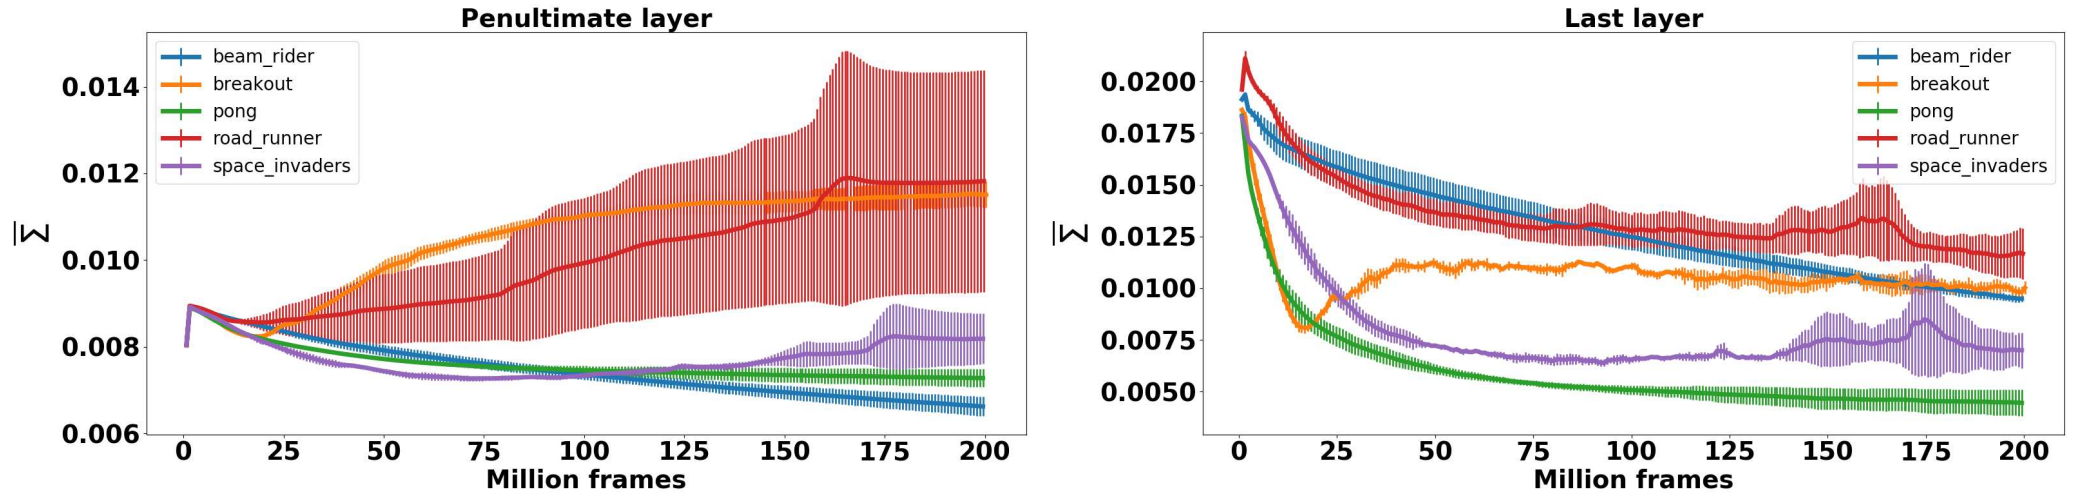 Penultimate layer
beam_rider
breakout
pong
road_runner
space_invaders
0.014
0.012
0.010
0.008
0.006
Σ̅
0 25 50 75 100 125 150 175 200
Million frames
Last layer
beam_rider
breakout
pong
road_runner
space_invaders
0.0200
0.0175
0.0150
0.0125
0.0100
0.0075
0.0050
Σ̅
0 25 50 75 100 125 150 175 200
Million frames